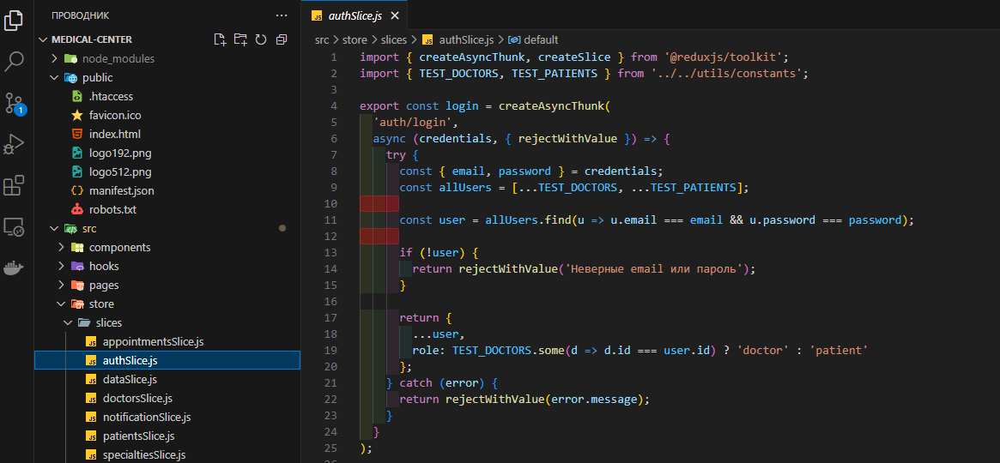 ПРОВОДНИК
MEDICAL-CENTER
node_modules
public
.htaccess
favicon.ico
index.html
logo192.png
logo512.png
manifest.json
robots.txt
src
components
hooks
pages
store
slices
appointmentsSlice.js
authSlice.js
dataSlice.js
doctorsSlice.js
notificationSlice.js
patientsSlice.js
specialtiesSlice.js
1
JS authSlice.js
src > store > slices > JS authSlice.js > default
1 import { createAsyncThunk, createSlice } from '@reduxjs/toolkit';
2 import { TEST_DOCTORS, TEST_PATIENTS } from '../../utils/constants';
3
4 export const login = createAsyncThunk(
5 'auth/login',
6 async (credentials, { rejectWithValue }) => {
7 try {
8 const { email, password } = credentials;
9 const allUsers = [...TEST_DOCTORS, ...TEST_PATIENTS];
10
11 const user = allUsers.find(u => u.email === email && u.password === password);
12
13 if (!user) {
14 return rejectWithValue('Неверные email или пароль');
15 }
16
17 return {
18 ...user,
19 role: TEST_DOCTORS.some(d => d.id === user.id) ? 'doctor' : 'patient'
20 };
21 } catch (error) {
22 return rejectWithValue(error.message);
23 }
24 }
25 );